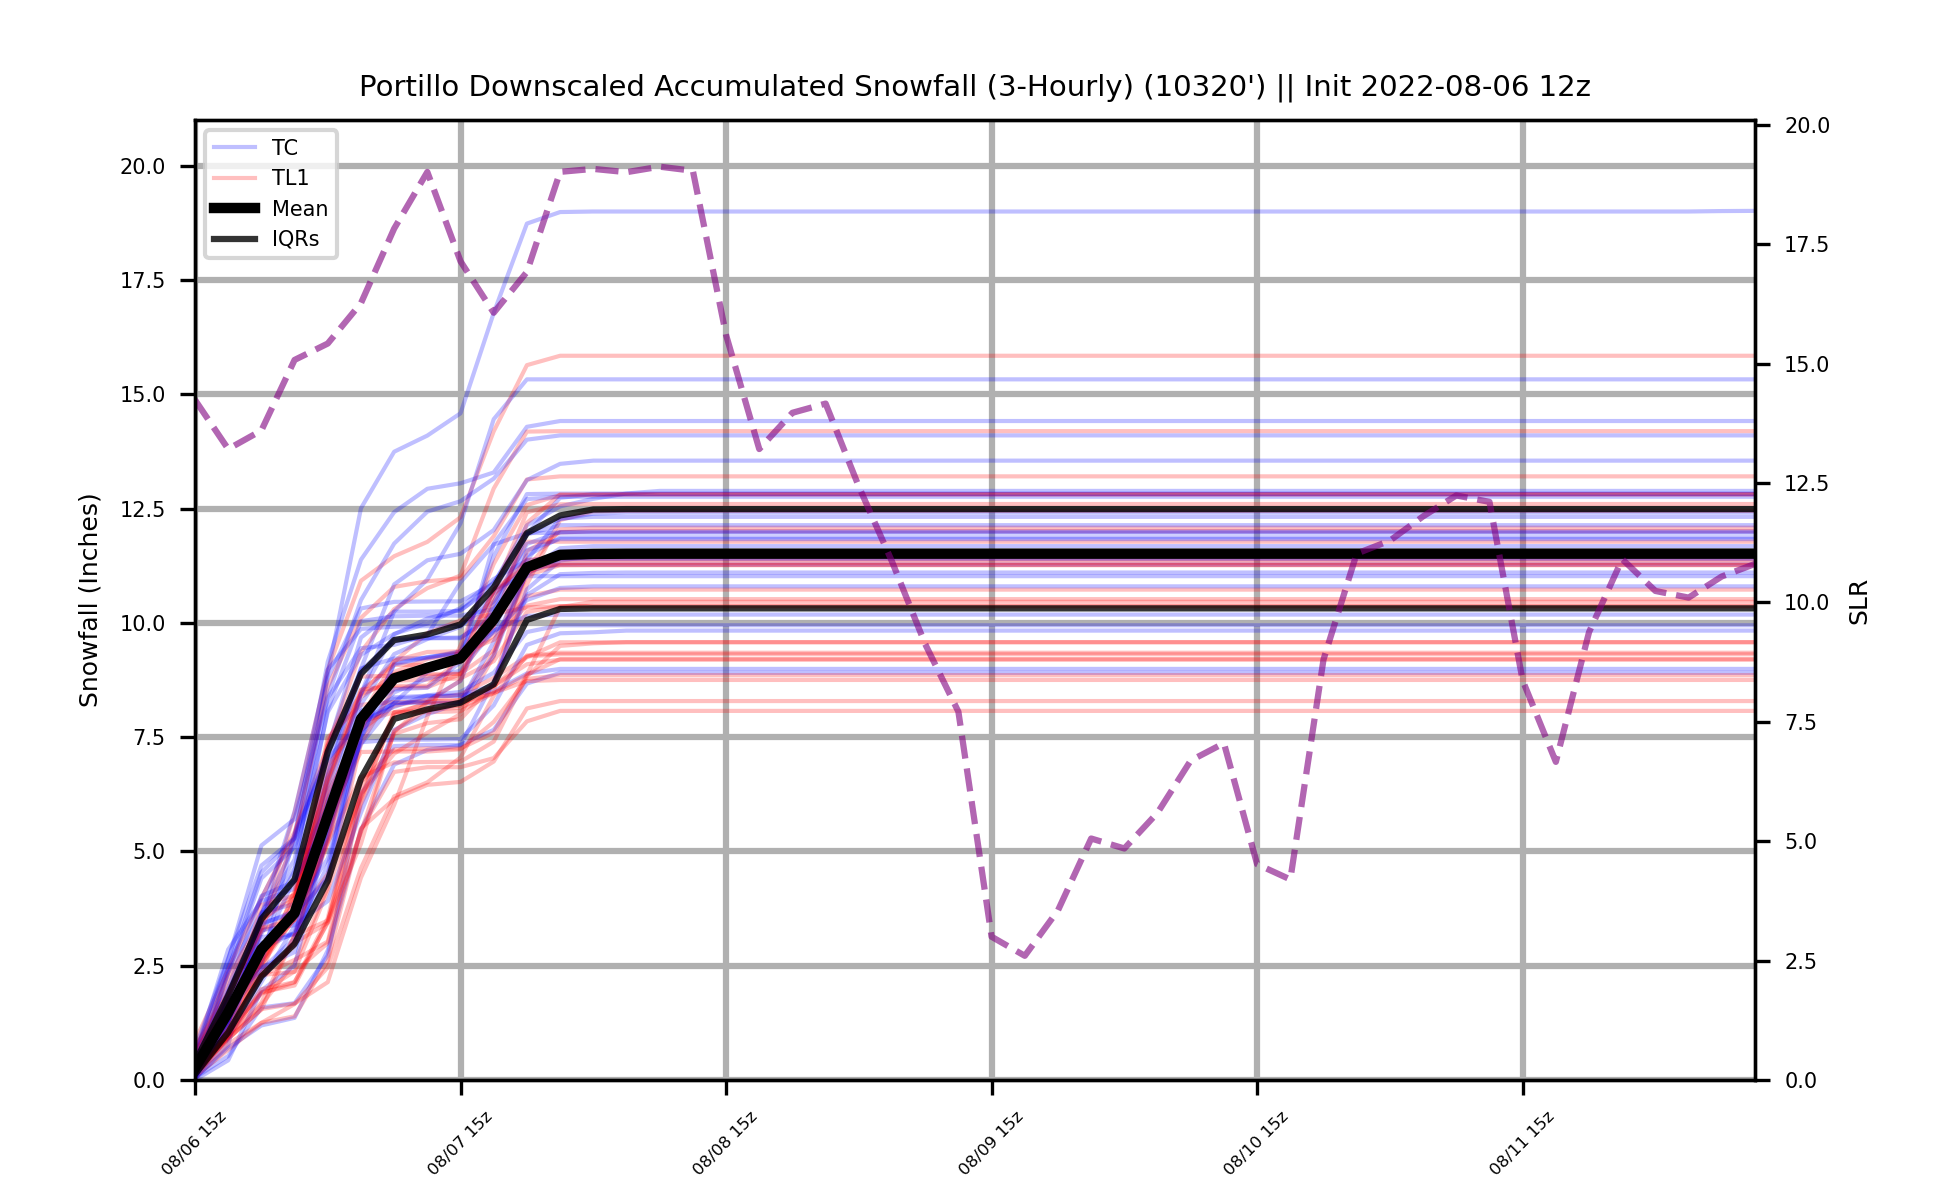 Portillo Downscaled Accumulated Snowfall (3-Hourly) (10320') || Init 2022-08-06 12z
TC
TL1
Mean
IQRs
Snowfall (Inches)
20.0
17.5
15.0
12.5
10.0
7.5
5.0
2.5
0.0
20.0
17.5
15.0
12.5
10.0
7.5
5.0
2.5
0.0
SLR
08/06 15z
08/07 15z
08/08 15z
08/09 15z
08/10 15z
08/11 15z